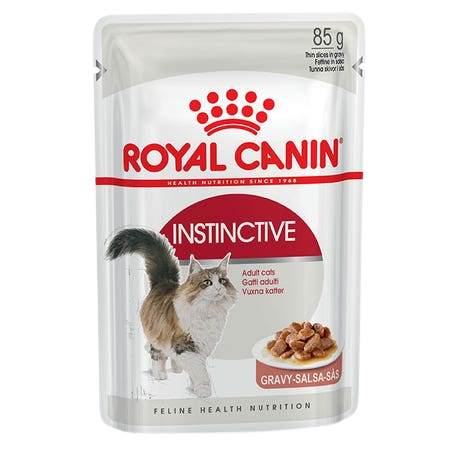 85 g
Thin slices in gravy
Fettine in salsa
Tunna skivor i sås
ROYAL CANIN®
HEALTH NUTRITION SINCE 1968
INSTINCTIVE
Adult cats
Gatti adulti
Vuxna katter
GRAVY-SALSA-SÅS
FELINE HEALTH NUTRITION